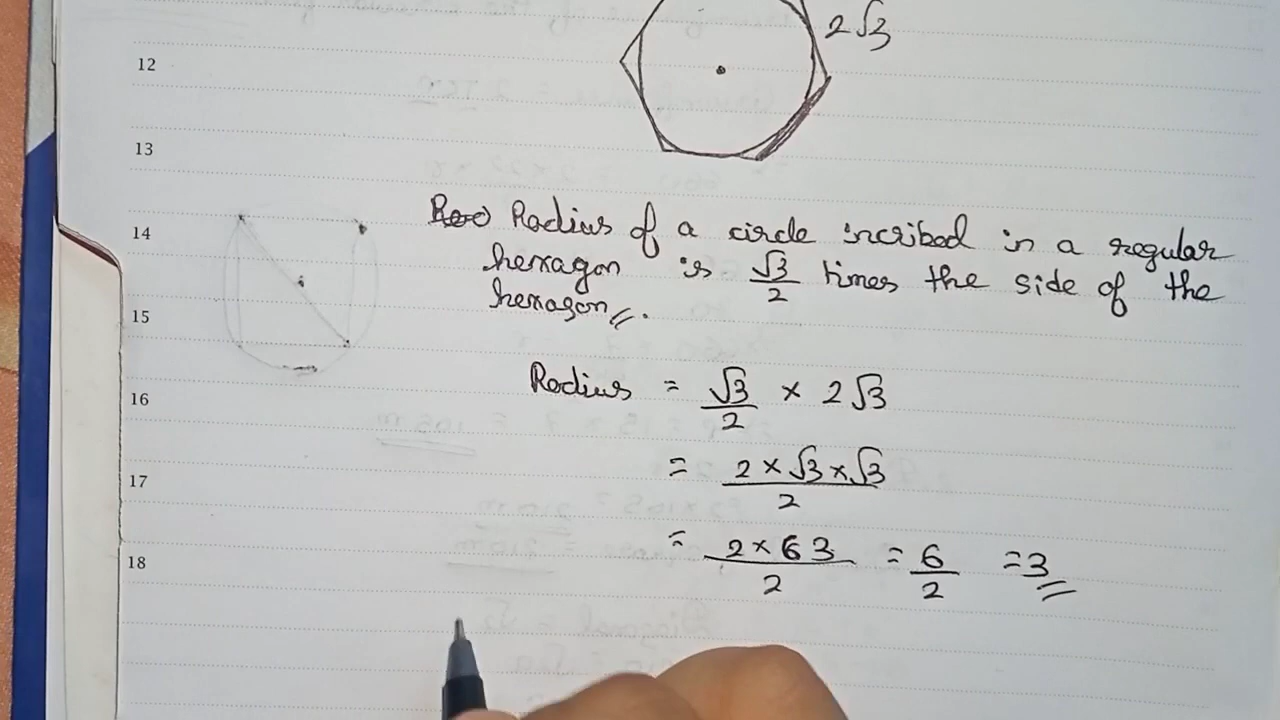 2√3
12
13
14
Radius of a circle incribed in a regular
hexagon is √3/2 times the side of the
hexagon.
15
Radius = √3/2 × 2√3
16
= 2×√3×√3/2
17
= 2×63/2 = 6/2 = 3
18